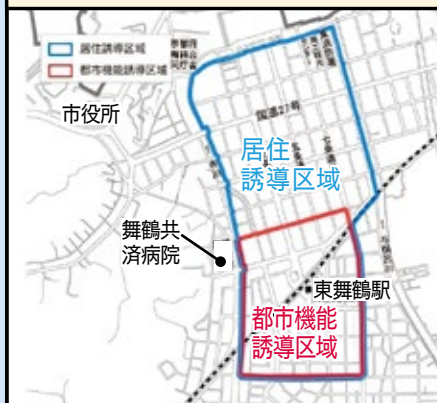 居住誘導区域
都市機能誘導区域
市役所
国道27号
居住
誘導区域
舞鶴共
済病院
東舞鶴駅
都市機能
誘導区域